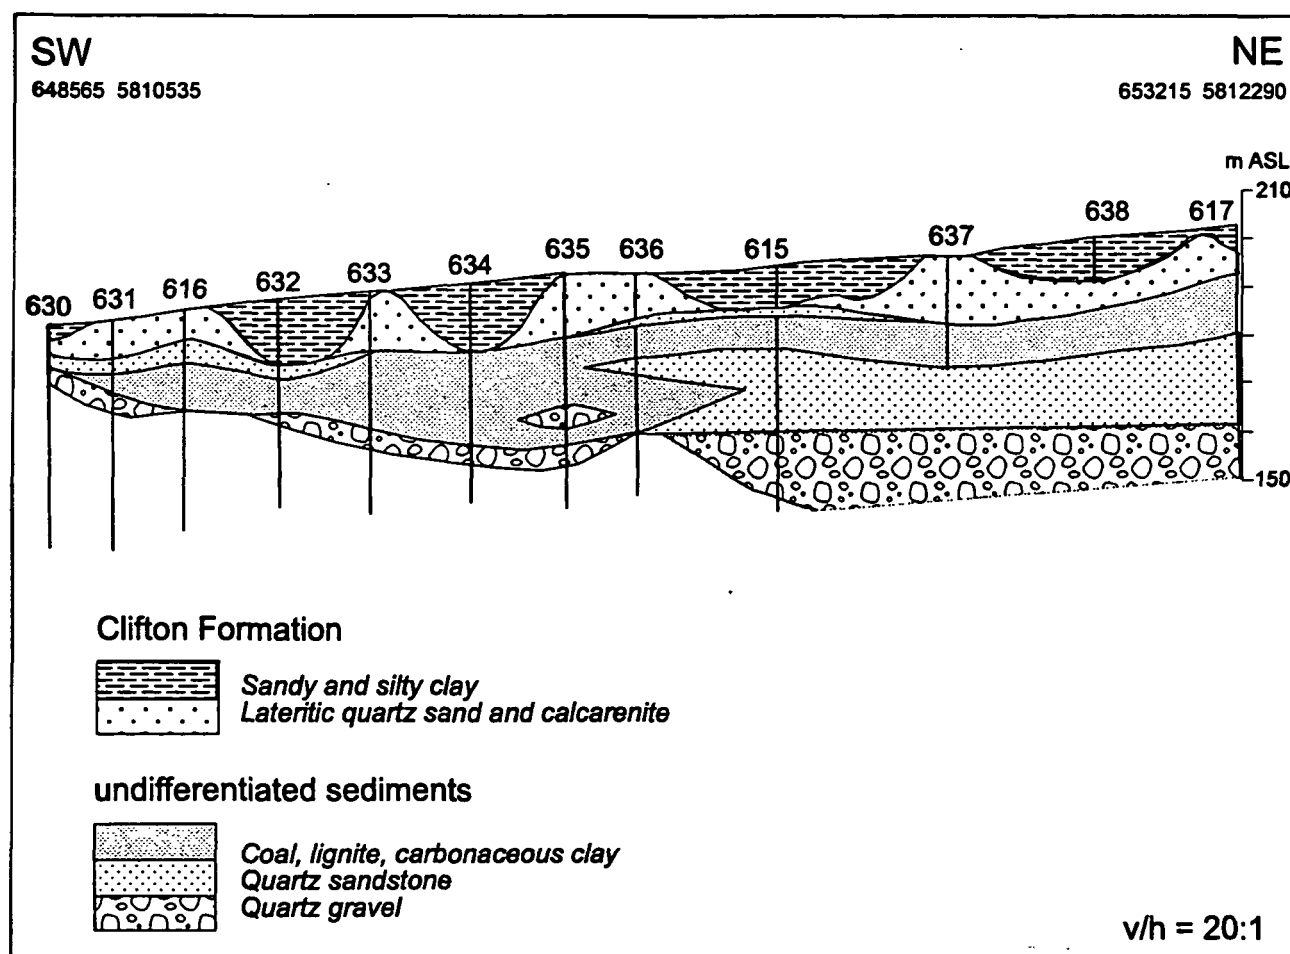 SW
NE
648565 5810535
653215 5812290
m ASL
210
638
617
637
635
636
615
634
633
632
616
631
630
150
Clifton Formation
Sandy and silty clay
Lateritic quartz sand and calcarenite
undifferentiated sediments
Coal, lignite, carbonaceous clay
Quartz sandstone
Quartz gravel
v/h = 20:1